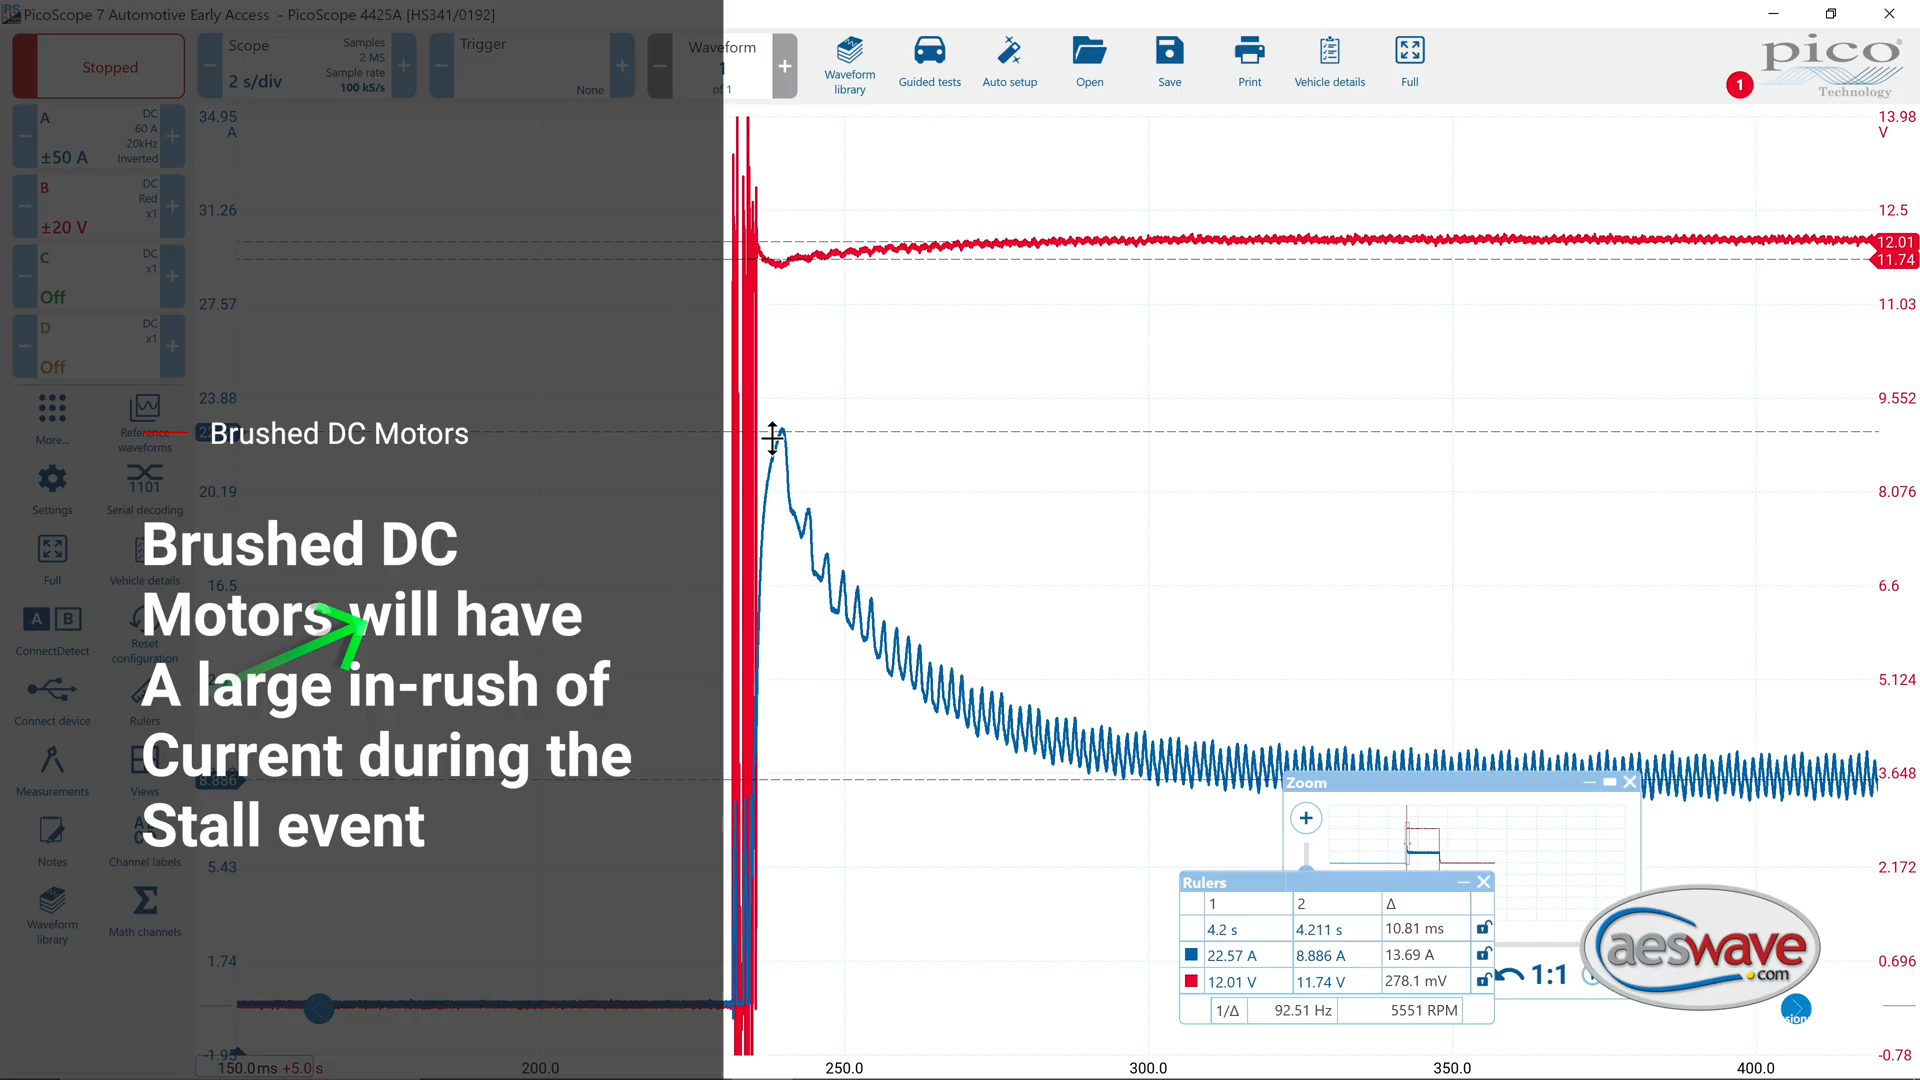 PicoScope 7 Automotive Early Access - PicoScope 4425A [HS341/0192]
Stopped
Scope
2 s/div
Samples
2 MS
Sample rate
100 kS/s
Trigger
None
Waveform
1
of 1
Waveform
library
Guided tests
Auto setup
Open
Save
Print
Vehicle details
Full
1
pico
Technology
A
DC
60 A
20kHz
Inverted
±50 A
B
DC
Red
x1
±20 V
C
DC
x1
Off
D
DC
x1
Off
More...
Reference
waveforms
Settings
1101
Serial decoding
Full
Vehicle details
A B
ConnectDetect
Reset
configuration
Connect device
Rulers
Measurements
Views
Notes
Channel labels
Waveform
library
Math channels
34.95
A
31.26
27.57
23.88
20.19
16.5
8.886
5.43
1.74
-1.95
Brushed DC Motors
Brushed DC
Motors will have
A large in-rush of
Current during the
Stall event
13.98
V
12.5
12.01
11.74
11.03
9.552
8.076
6.6
5.124
3.648
2.172
0.696
-0.78
Zoom
1:1
Rulers
1 2 Δ
4.2 s 4.211 s 10.81 ms
22.57 A 8.886 A 13.69 A
12.01 V 11.74 V 278.1 mV
1/Δ 92.51 Hz 5551 RPM
aeswave
.com
150.0 ms +5.0 s
200.0
250.0
300.0
350.0
400.0